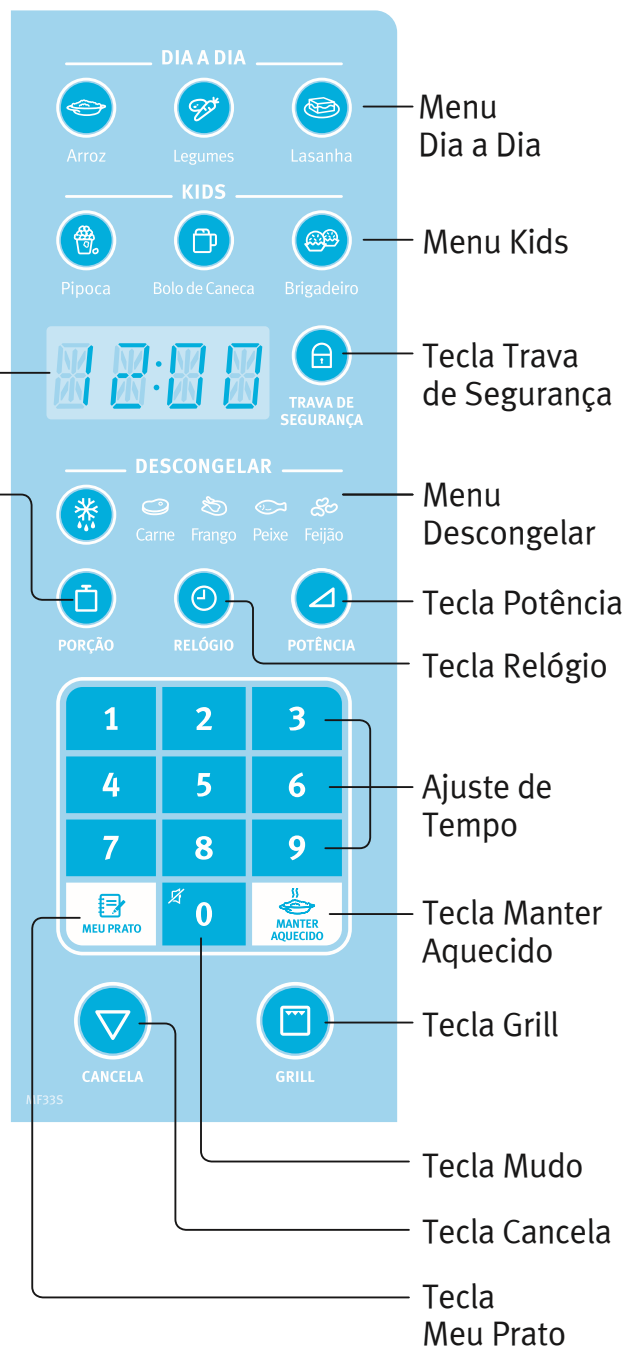 DIA A DIA
Arroz
Legumes
Lasanha
Menu
Dia a Dia
KIDS
Pipoca
Bolo de Caneca
Brigadeiro
Menu Kids
12:00
TRAVA DE
SEGURANÇA
Tecla Trava
de Segurança
DESCONGELAR
Carne
Frango
Peixe
Feijão
Menu
Descongelar
PORÇÃO
RELÓGIO
POTÊNCIA
Tecla Potência
Tecla Relógio
1 2 3
4 5 6
7 8 9
Ajuste de
Tempo
MEU PRATO
0
MANTER
AQUECIDO
Tecla Manter
Aquecido
CANCELA
GRILL
Tecla Grill
MF33S
Tecla Mudo
Tecla Cancela
Tecla
Meu Prato